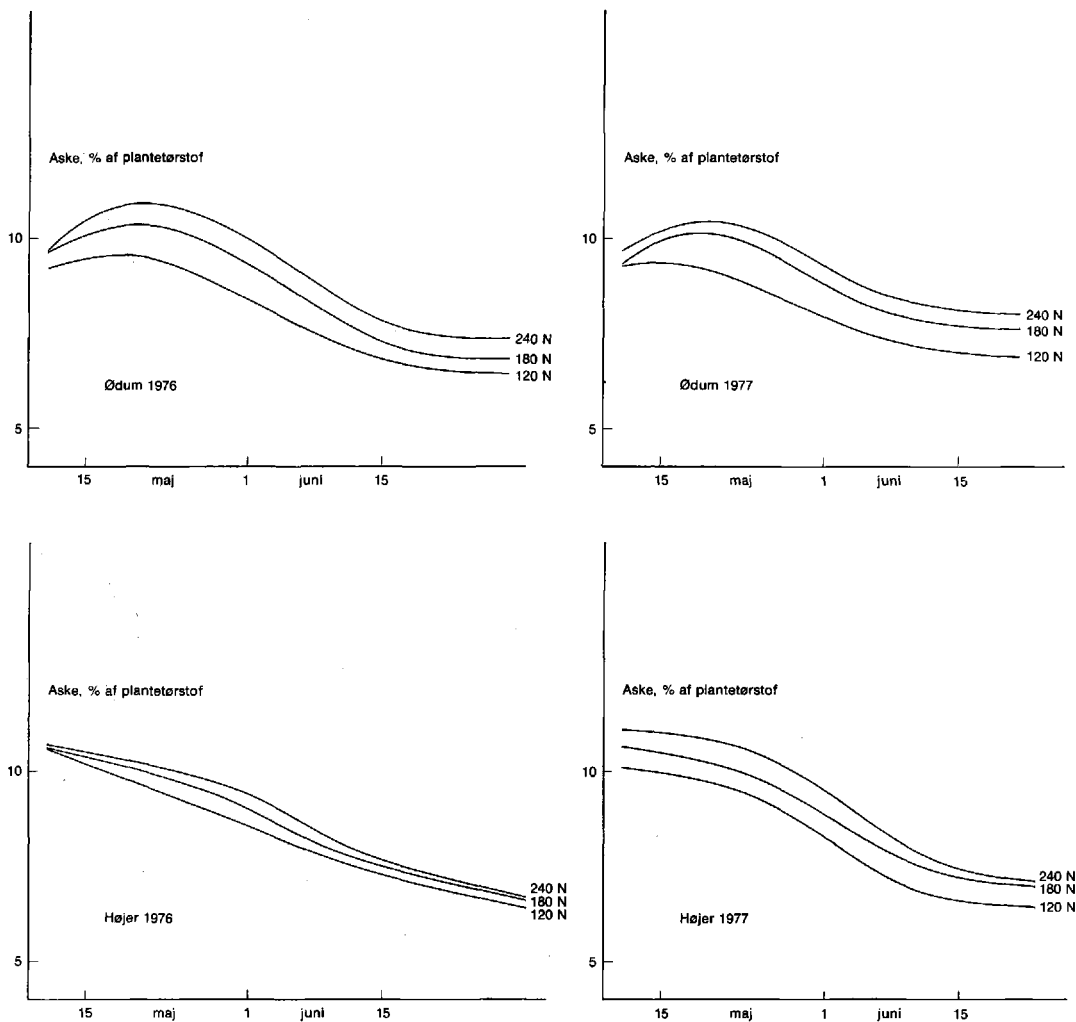 Aske, % af plantetørstof
10
5
240 N
180 N
120 N
Ødum 1976
15 maj 1 juni 15
Aske, % af plantetørstof
10
5
240 N
180 N
120 N
Ødum 1977
15 maj 1 juni 15
Aske, % af plantetørstof
10
5
240 N
180 N
120 N
Højer 1976
15 maj 1 juni 15
Aske, % af plantetørstof
10
5
240 N
180 N
120 N
Højer 1977
15 maj 1 juni 15